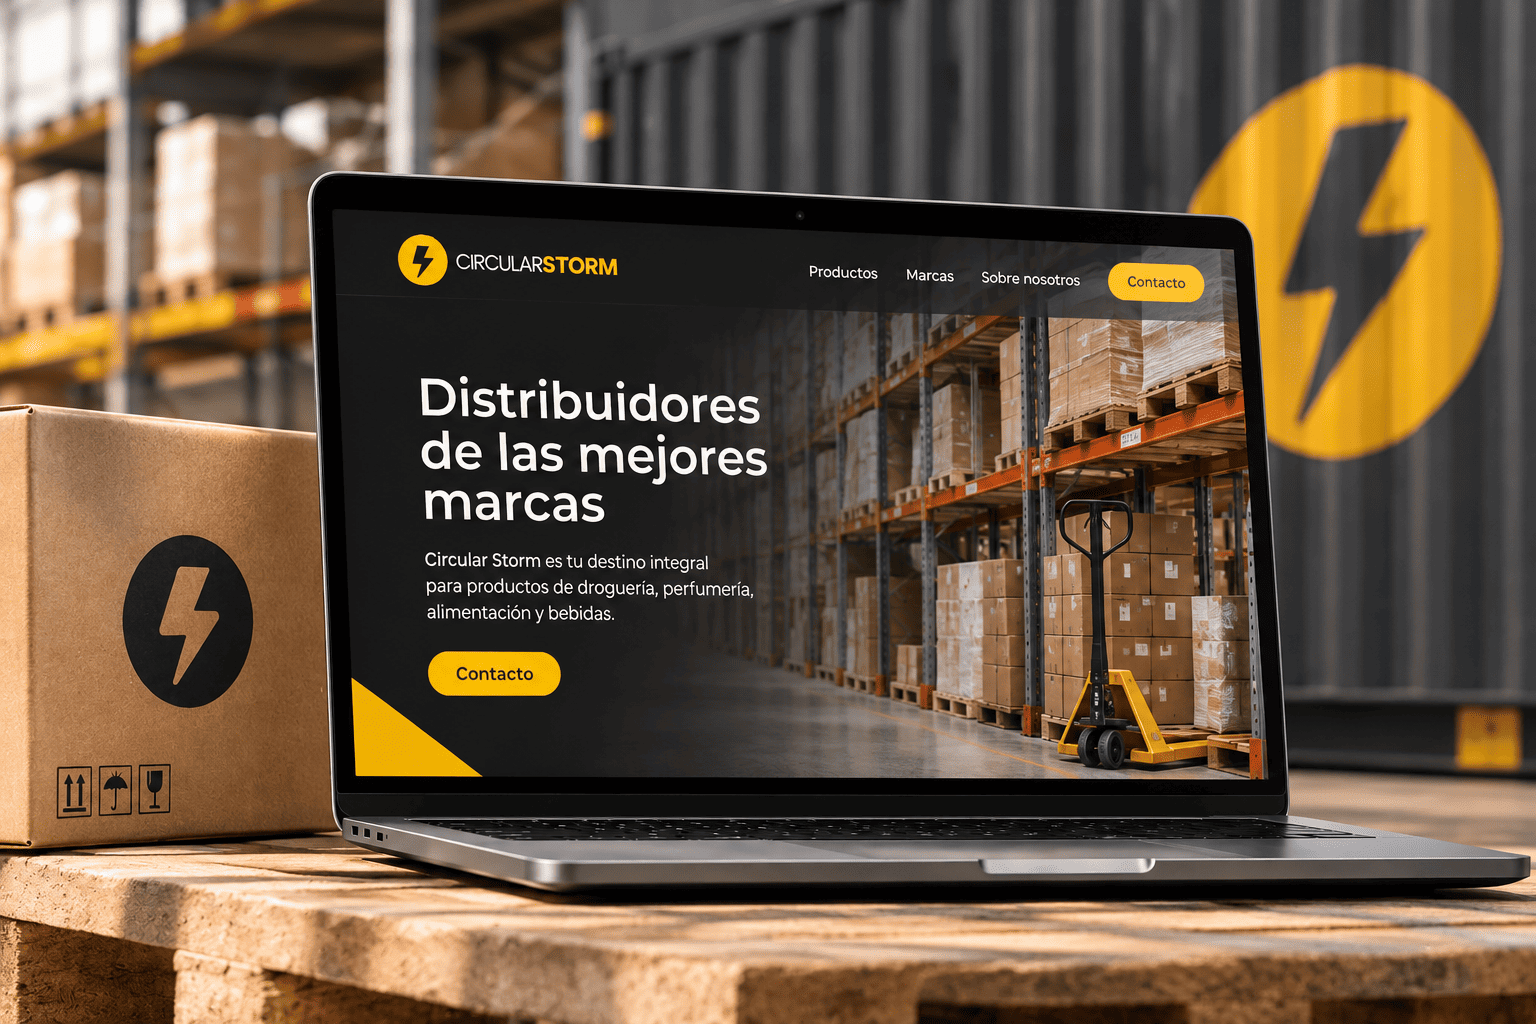 CIRCULARSTORM
Productos
Marcas
Sobre nosotros
Contacto
Distribuidores
de las mejores
marcas
Circular Storm es tu destino integral
para productos de droguería, perfumería,
alimentación y bebidas.
Contacto